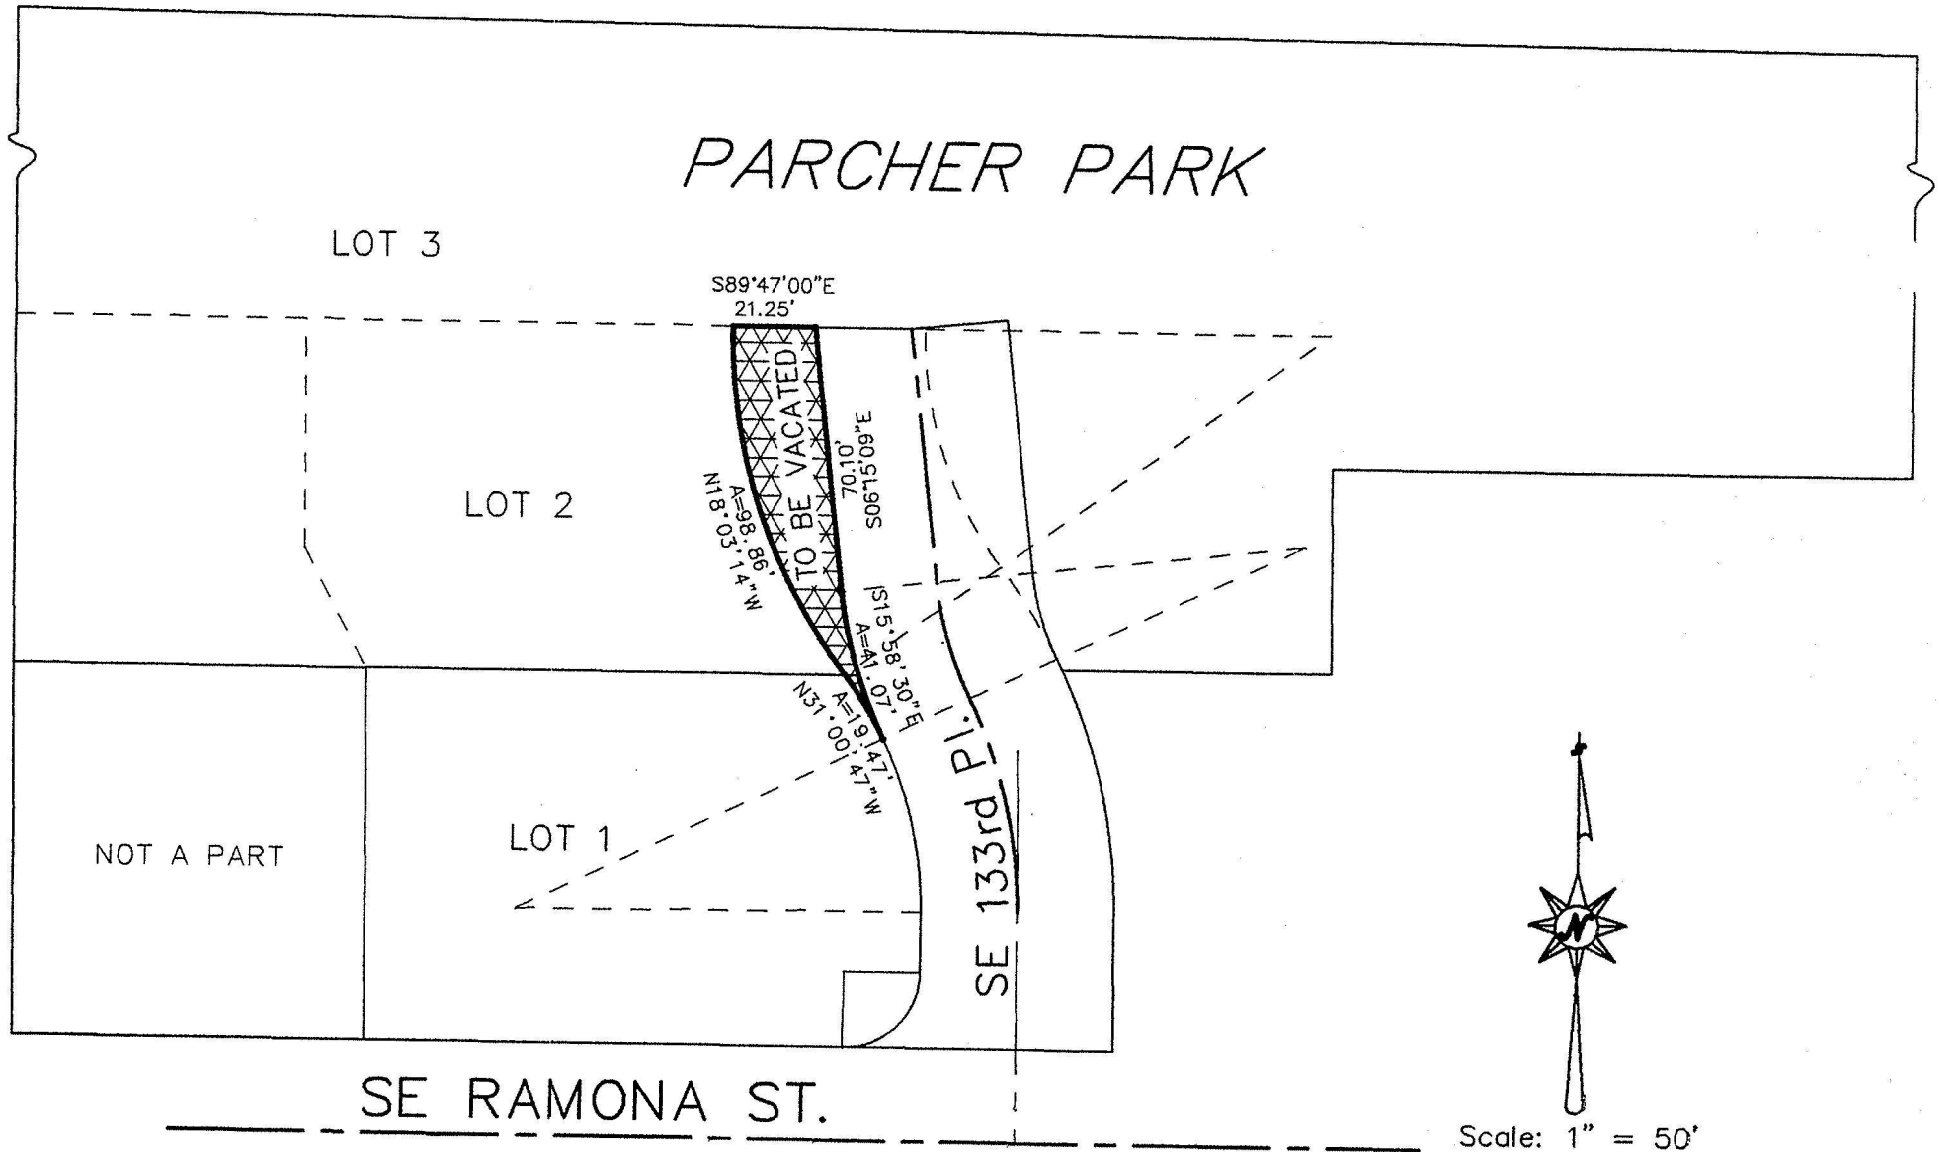 PARCHER PARK
LOT 3
S89°47'00"E
21.25'
TO BE VACATED
70.10'
S06°15'09"E
LOT 2
A=98.86'
N18°03'14"W
S15°58'30"E
A=41.07'
A=19.47'
N31°00'47"W
SE 133rd Pl.
LOT 1
NOT A PART
N
SE RAMONA ST.
Scale: 1" = 50'